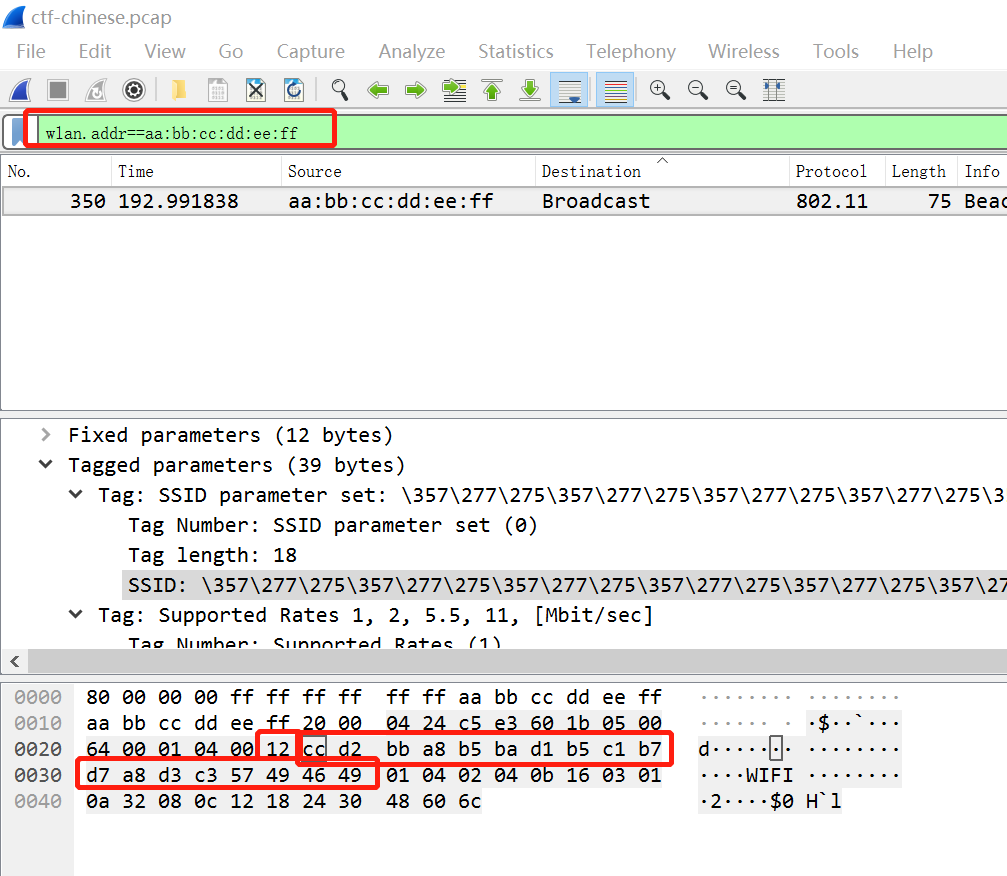 ctf-chinese.pcap
File Edit View Go Capture Analyze Statistics Telephony Wireless Tools Help
wlan.addr==aa:bb:cc:dd:ee:ff
No. Time Source Destination Protocol Length Info
350 192.991838 aa:bb:cc:dd:ee:ff Broadcast 802.11 75 Beac
Fixed parameters (12 bytes)
Tagged parameters (39 bytes)
Tag: SSID parameter set: \357\277\275\357\277\275\357\277\275\357\277\275\3
Tag Number: SSID parameter set (0)
Tag length: 18
SSID: \357\277\275\357\277\275\357\277\275\357\277\275\357\277\275\357\27
Tag: Supported Rates 1, 2, 5.5, 11, [Mbit/sec]
Tag Number: Supported Rates (1)
0000 80 00 00 00 ff ff ff ff ff ff aa bb cc dd ee ff ········ ········
0010 aa bb cc dd ee ff 20 00 04 24 c5 e3 60 1b 05 00 ······ · ·$··`···
0020 64 00 01 04 00 12 cc d2 bb a8 b5 ba d1 b5 c1 b7 d······· ········
0030 d7 a8 d3 c3 57 49 46 49 01 04 02 04 0b 16 03 01 ····WIFI ········
0040 0a 32 08 0c 12 18 24 30 48 60 6c ·2····$0 H`l